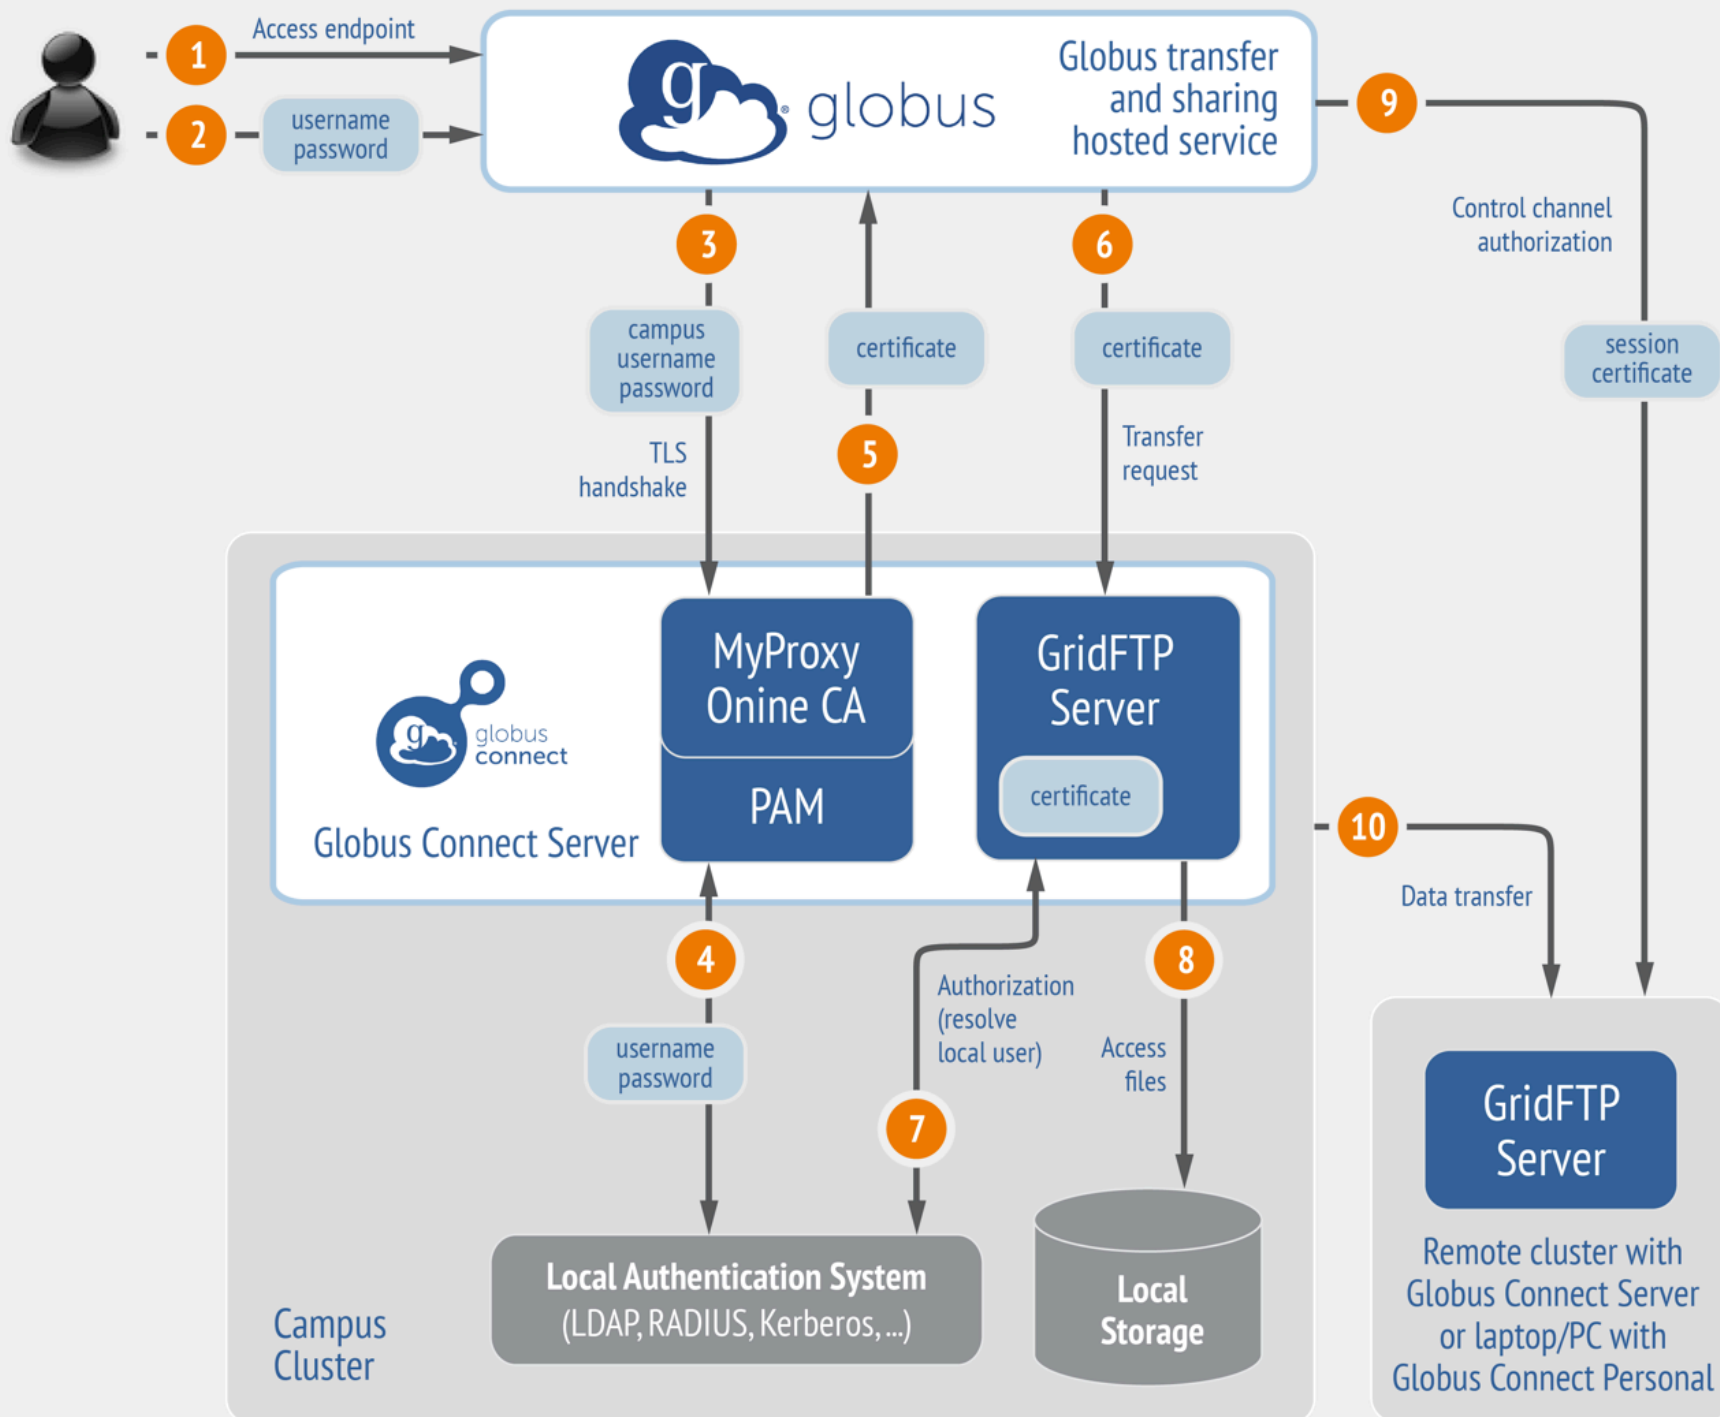 1
Access endpoint
2
username
password
g
globus
Globus transfer
and sharing
hosted service
9
Control channel
authorization
session
certificate
3
campus
username
password
TLS
handshake
certificate
5
6
certificate
Transfer
request
g
globus
connect
Globus Connect Server
MyProxy
Onine CA
PAM
GridFTP
Server
certificate
10
Data transfer
4
username
password
Authorization
(resolve
local user)
7
8
Access
files
Local Authentication System
(LDAP, RADIUS, Kerberos, ...)
Local
Storage
Campus
Cluster
GridFTP
Server
Remote cluster with
Globus Connect Server
or laptop/PC with
Globus Connect Personal